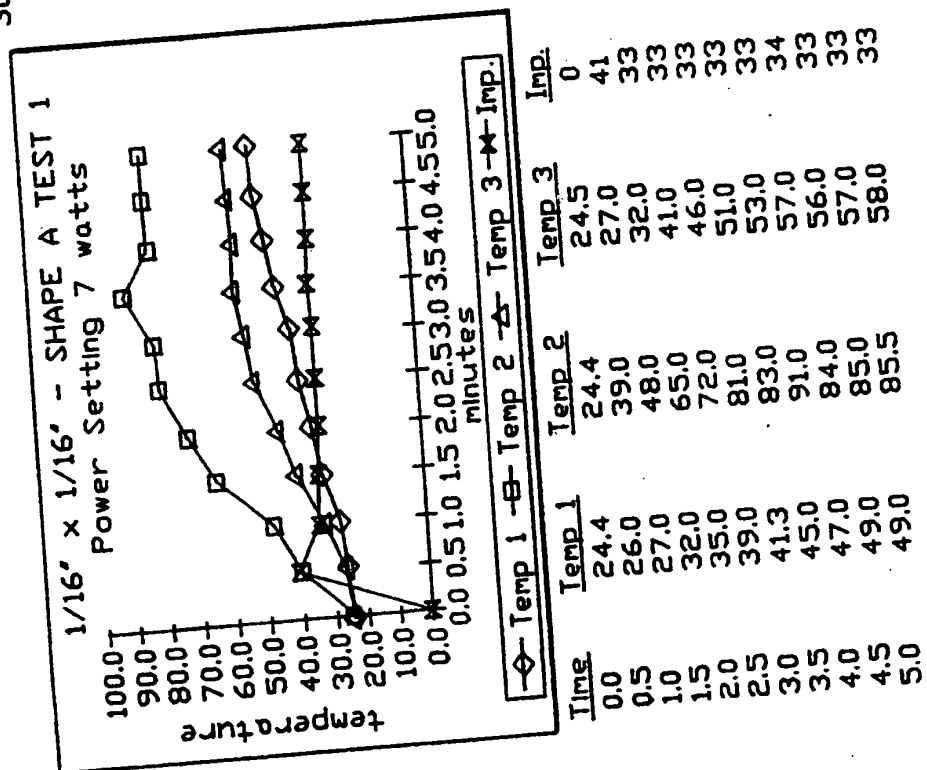 1/16" x 1/16" - SHAPE A TEST 1
Power Setting 7 watts
temperature
100.0
90.0
80.0
70.0
60.0
50.0
40.0
30.0
20.0
10.0
0.0
0.0 0.5 1.0 1.5 2.0 2.5 3.0 3.5 4.0 4.5 5.0
minutes
Temp 1 Temp 2 Temp 3 Imp.
Time Temp 1 Temp 2 Temp 3 Imp.
0.0 24.4 24.4 24.5 0
0.5 26.0 39.0 27.0 41
1.0 27.0 48.0 32.0 33
1.5 32.0 65.0 41.0 33
2.0 35.0 72.0 46.0 33
2.5 39.0 81.0 51.0 33
3.0 41.3 83.0 53.0 33
3.5 45.0 91.0 57.0 34
4.0 47.0 84.0 56.0 33
4.5 49.0 85.0 57.0 33
5.0 49.0 85.5 58.0 33